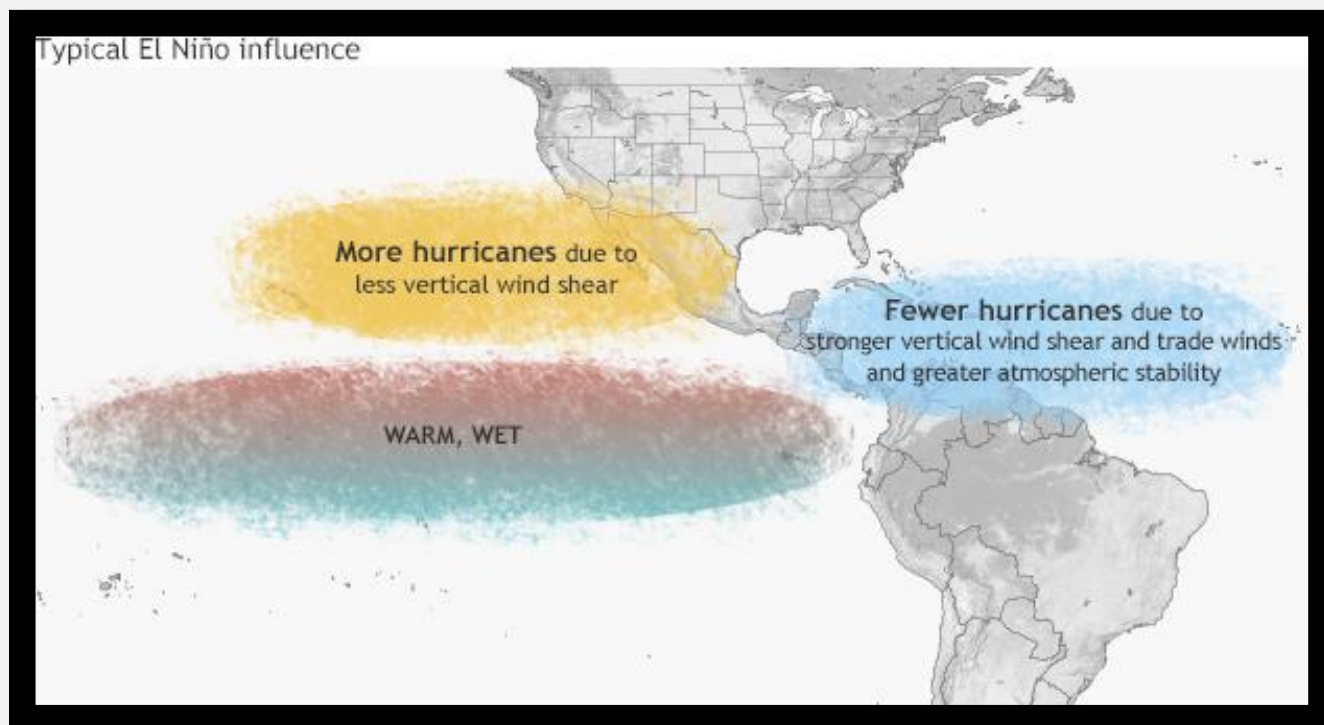 Typical El Niño influence
More hurricanes due to
less vertical wind shear
Fewer hurricanes due to
stronger vertical wind shear and trade winds
and greater atmospheric stability
WARM, WET